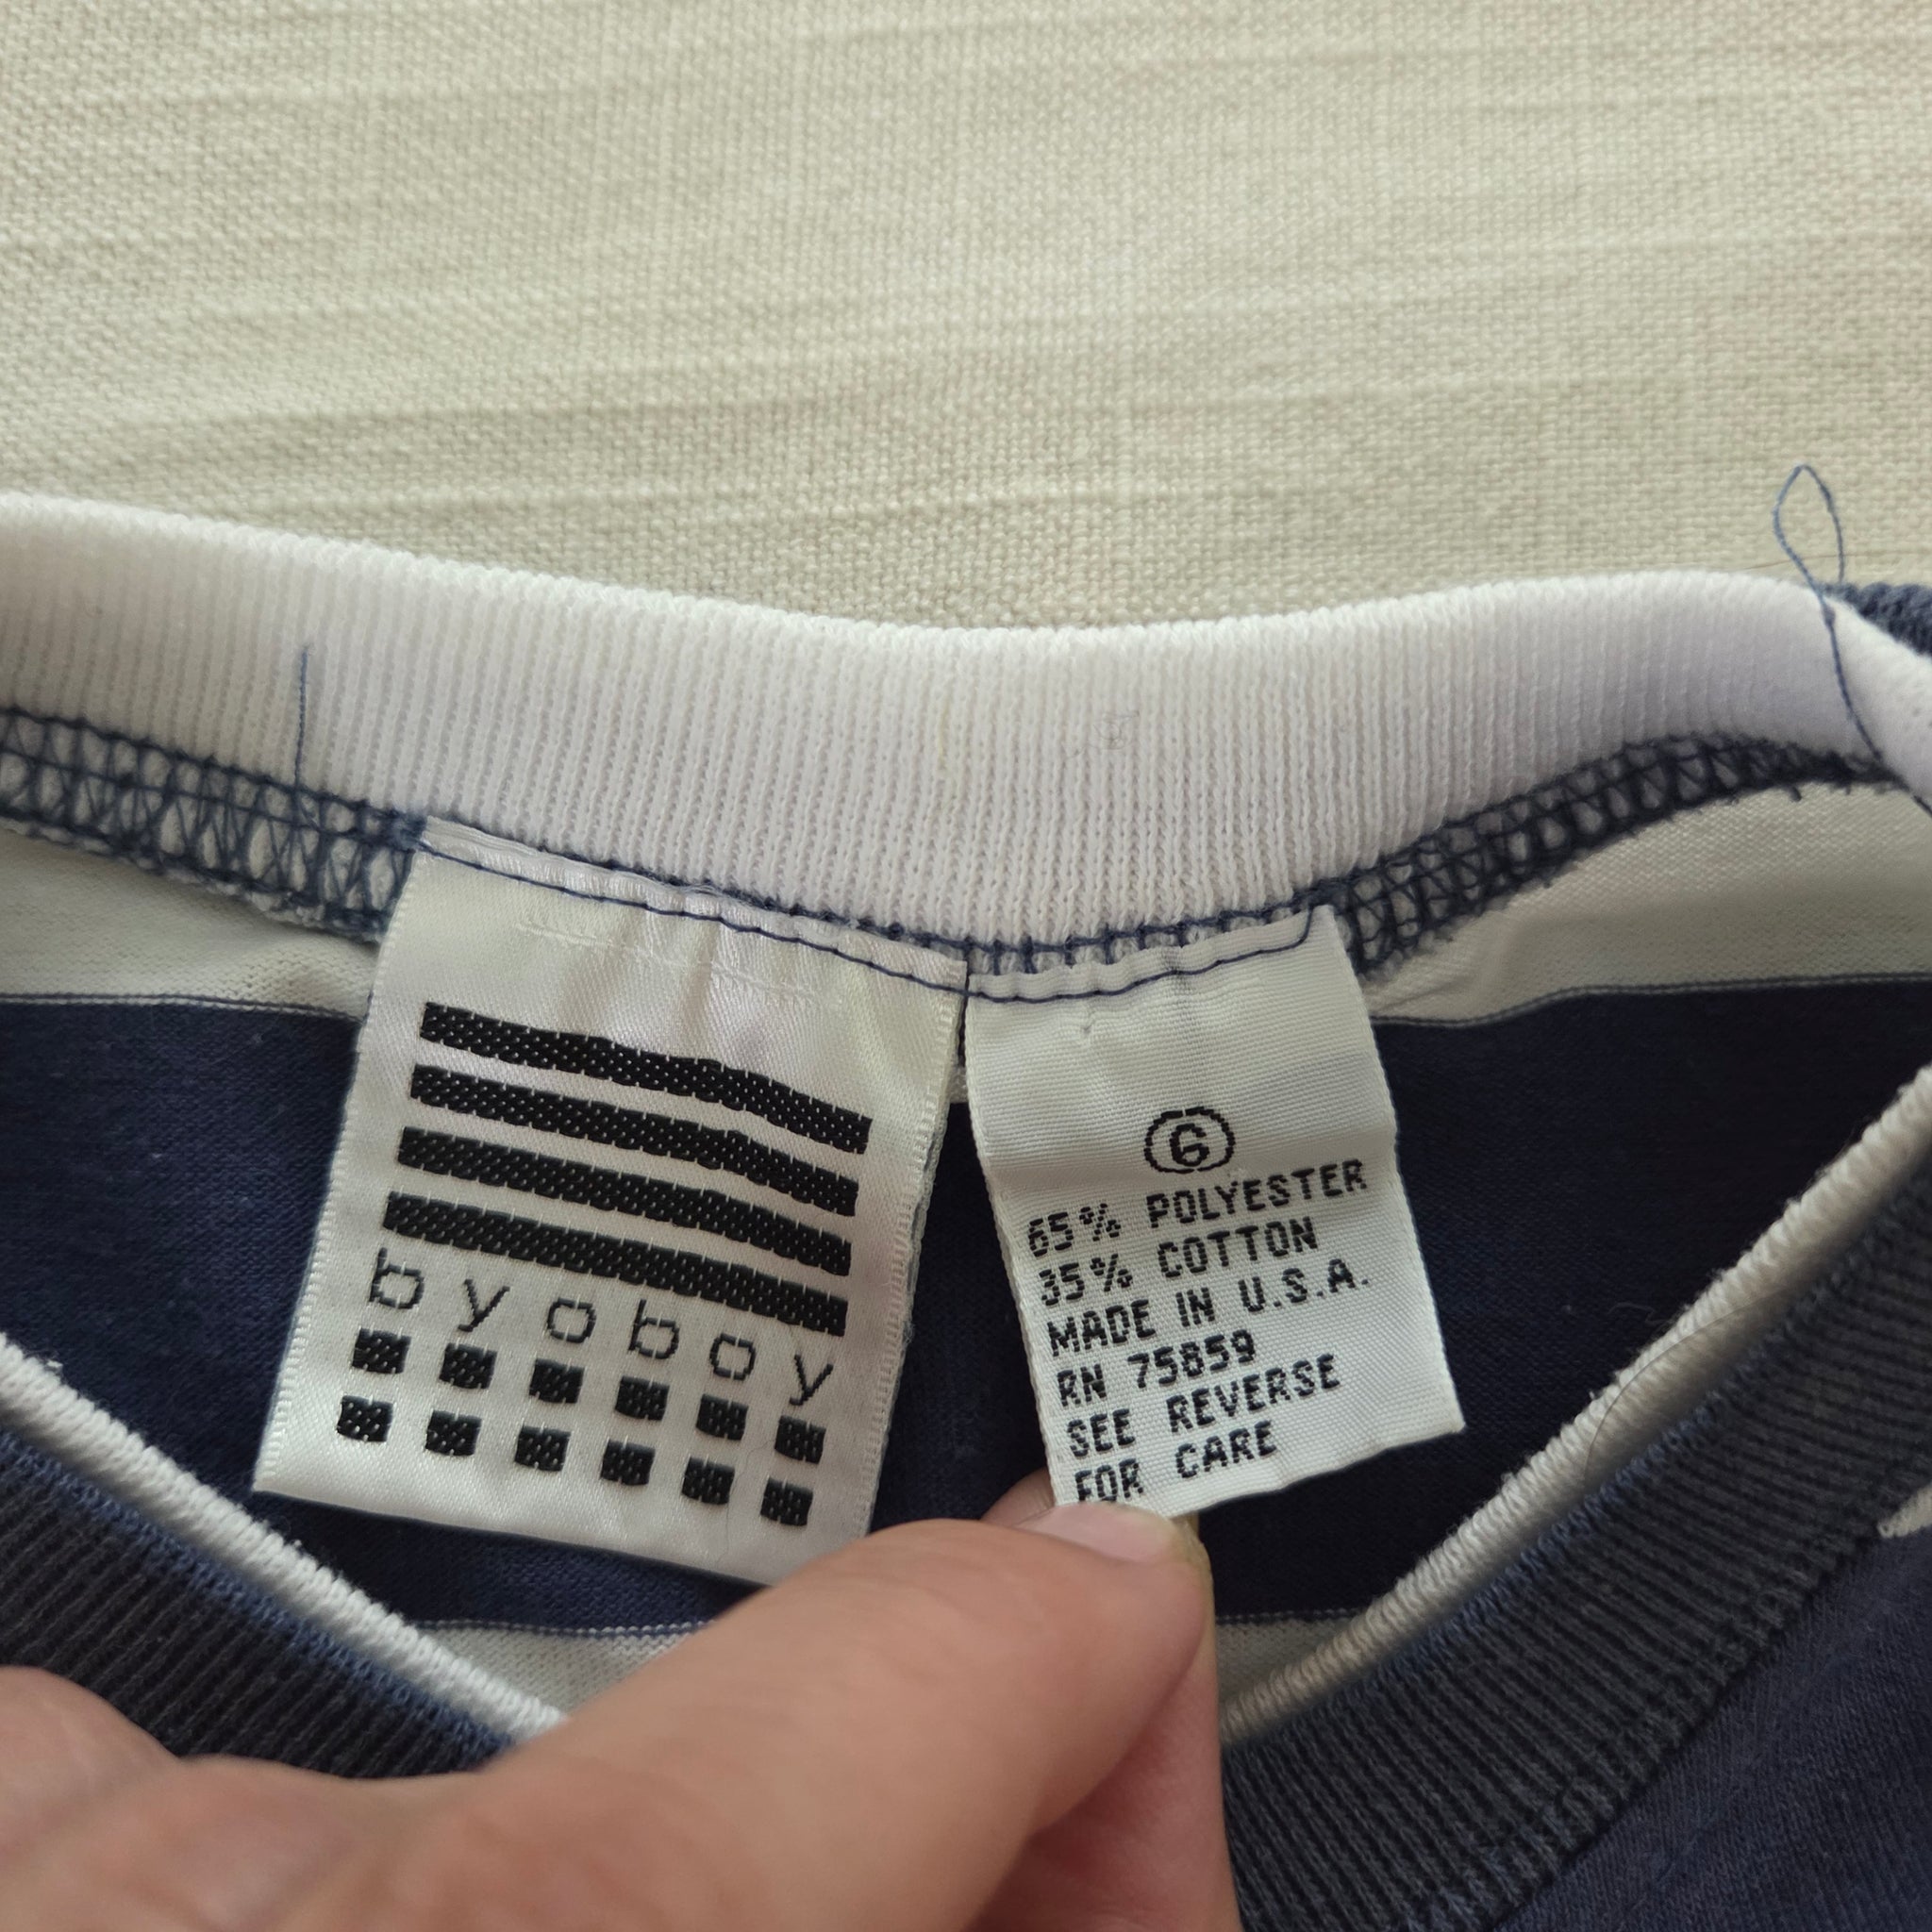 byoboy
6
65% POLYESTER
35% COTTON
MADE IN U.S.A.
RN 75859
SEE REVERSE
FOR CARE